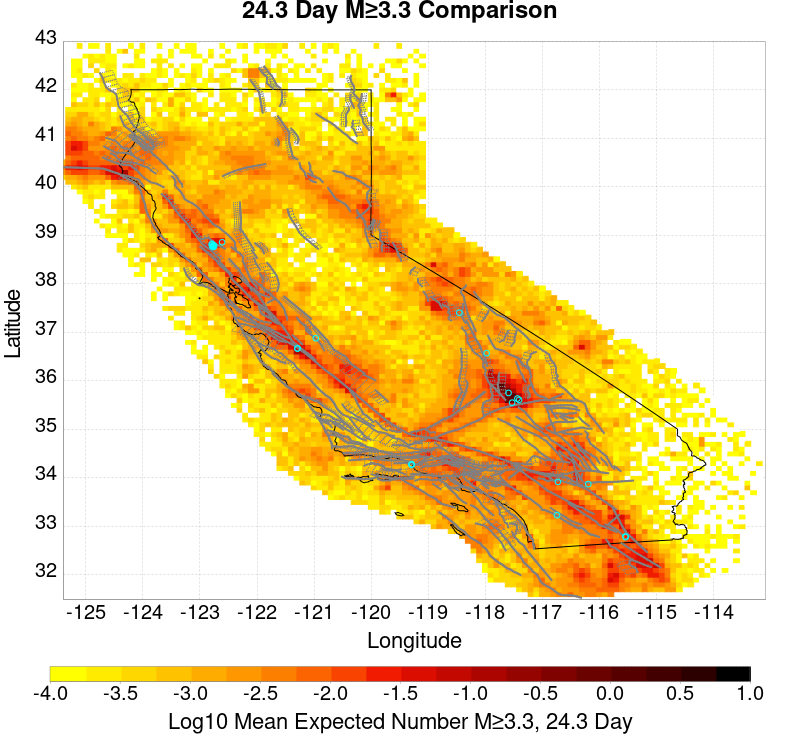 24.3 Day M≥3.3 Comparison
43
42
41
40
39
38
37
36
35
34
33
32
Latitude
-125 -124 -123 -122 -121 -120 -119 -118 -117 -116 -115 -114
Longitude
-4.0 -3.5 -3.0 -2.5 -2.0 -1.5 -1.0 -0.5 0.0 0.5 1.0
Log10 Mean Expected Number M≥3.3, 24.3 Day